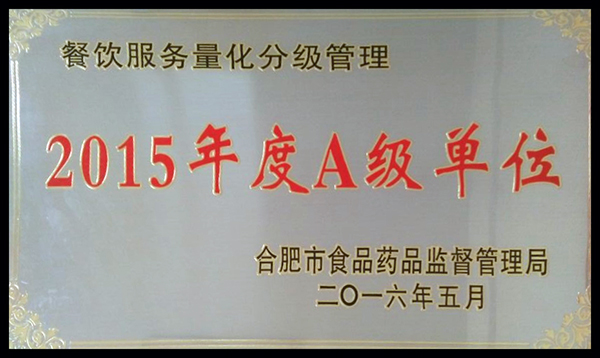 餐饮服务量化分级管理
2015年度A级单位
合肥市食品药品监督管理局
二〇一六年五月